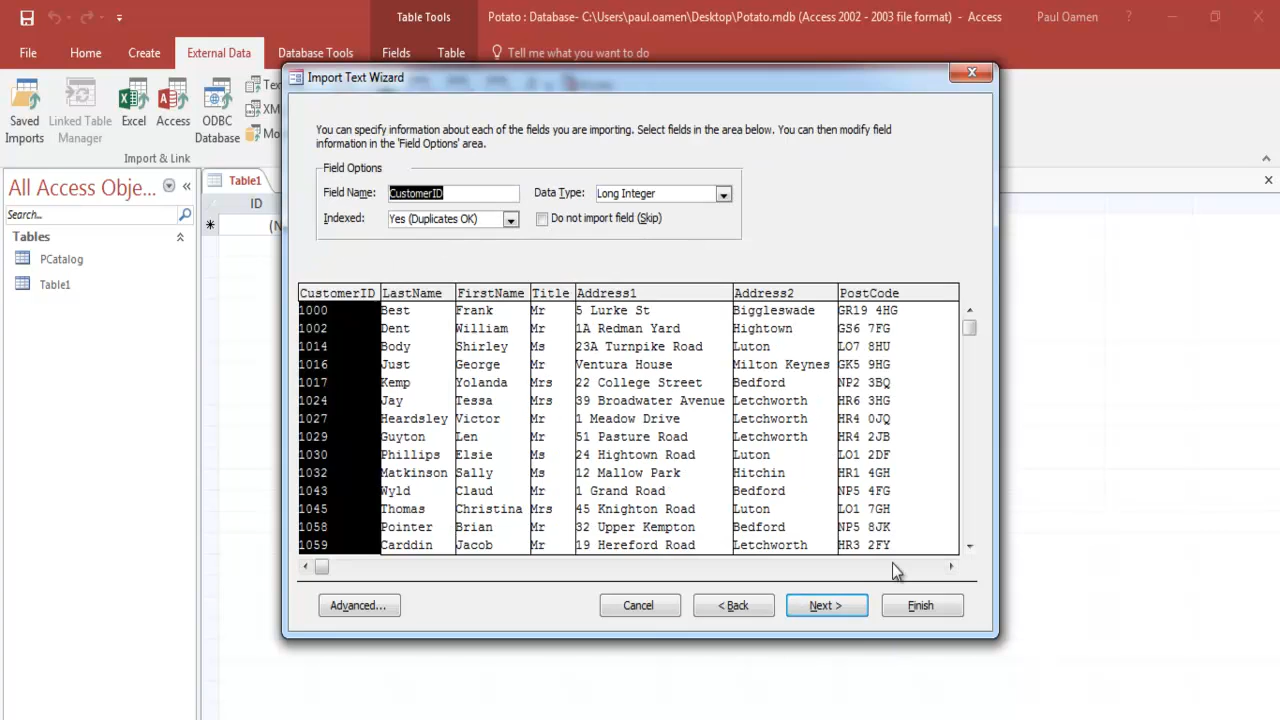 Table Tools
Potato : Database- C:\Users\paul.oamen\Desktop\Potato.mdb (Access 2002 - 2003 file format) - Access
Paul Oamen
?
File
Home
Create
External Data
Database Tools
Fields
Table
Tell me what you want to do
Saved Imports
Linked Table Manager
Excel
Access
ODBC Database
Import & Link
All Access Obje...
Search...
Tables
PCatalog
Table1
Table1
ID
Import Text Wizard
You can specify information about each of the fields you are importing. Select fields in the area below. You can then modify field
information in the 'Field Options' area.
Field Options
Field Name: CustomerID Data Type: Long Integer
Indexed: Yes (Duplicates OK) Do not import field (Skip)
CustomerID LastName FirstName Title Address1 Address2 PostCode
1000 Best Frank Mr 5 Lurke St Biggleswade GR19 4HG
1002 Dent William Mr 1A Redman Yard Hightown GS6 7FG
1014 Body Shirley Ms 23A Turnpike Road Luton LO7 8HU
1016 Just George Mr Ventura House Milton Keynes GK5 9HG
1017 Kemp Yolanda Mrs 22 College Street Bedford NP2 3BQ
1024 Jay Tessa Mrs 39 Broadwater Avenue Letchworth HR6 3HG
1027 Heardsley Victor Mr 1 Meadow Drive Letchworth HR4 0JQ
1029 Guyton Len Mr 51 Pasture Road Letchworth HR4 2JB
1030 Phillips Elsie Ms 24 Hightown Road Luton LO1 2DF
1032 Matkinson Sally Ms 12 Mallow Park Hitchin HR1 4GH
1043 Wyld Claud Mr 1 Grand Road Bedford NP5 4FG
1045 Thomas Christina Mrs 45 Knighton Road Luton LO1 7GH
1058 Pointer Brian Mr 32 Upper Kempton Bedford NP5 8JK
1059 Carddin Jacob Mr 19 Hereford Road Letchworth HR3 2FY
Advanced... Cancel < Back Next > Finish